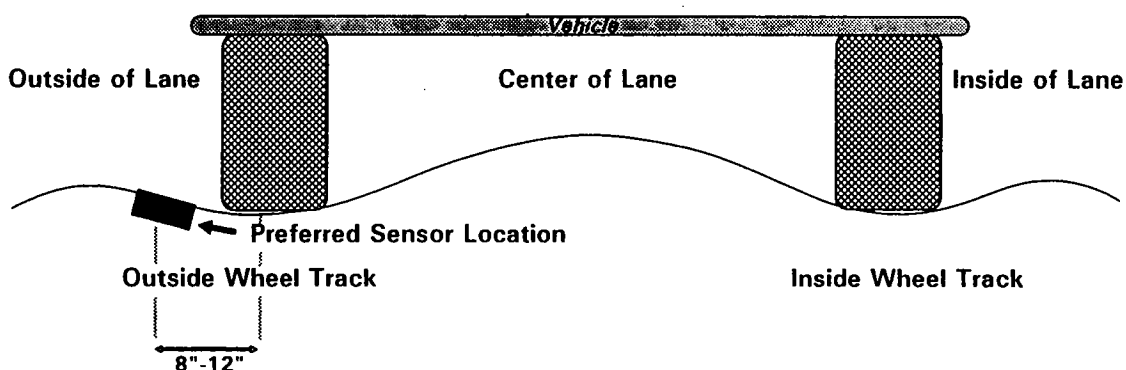 Vehicle
Outside of Lane
Center of Lane
Inside of Lane
Preferred Sensor Location
Outside Wheel Track
Inside Wheel Track
8"-12"